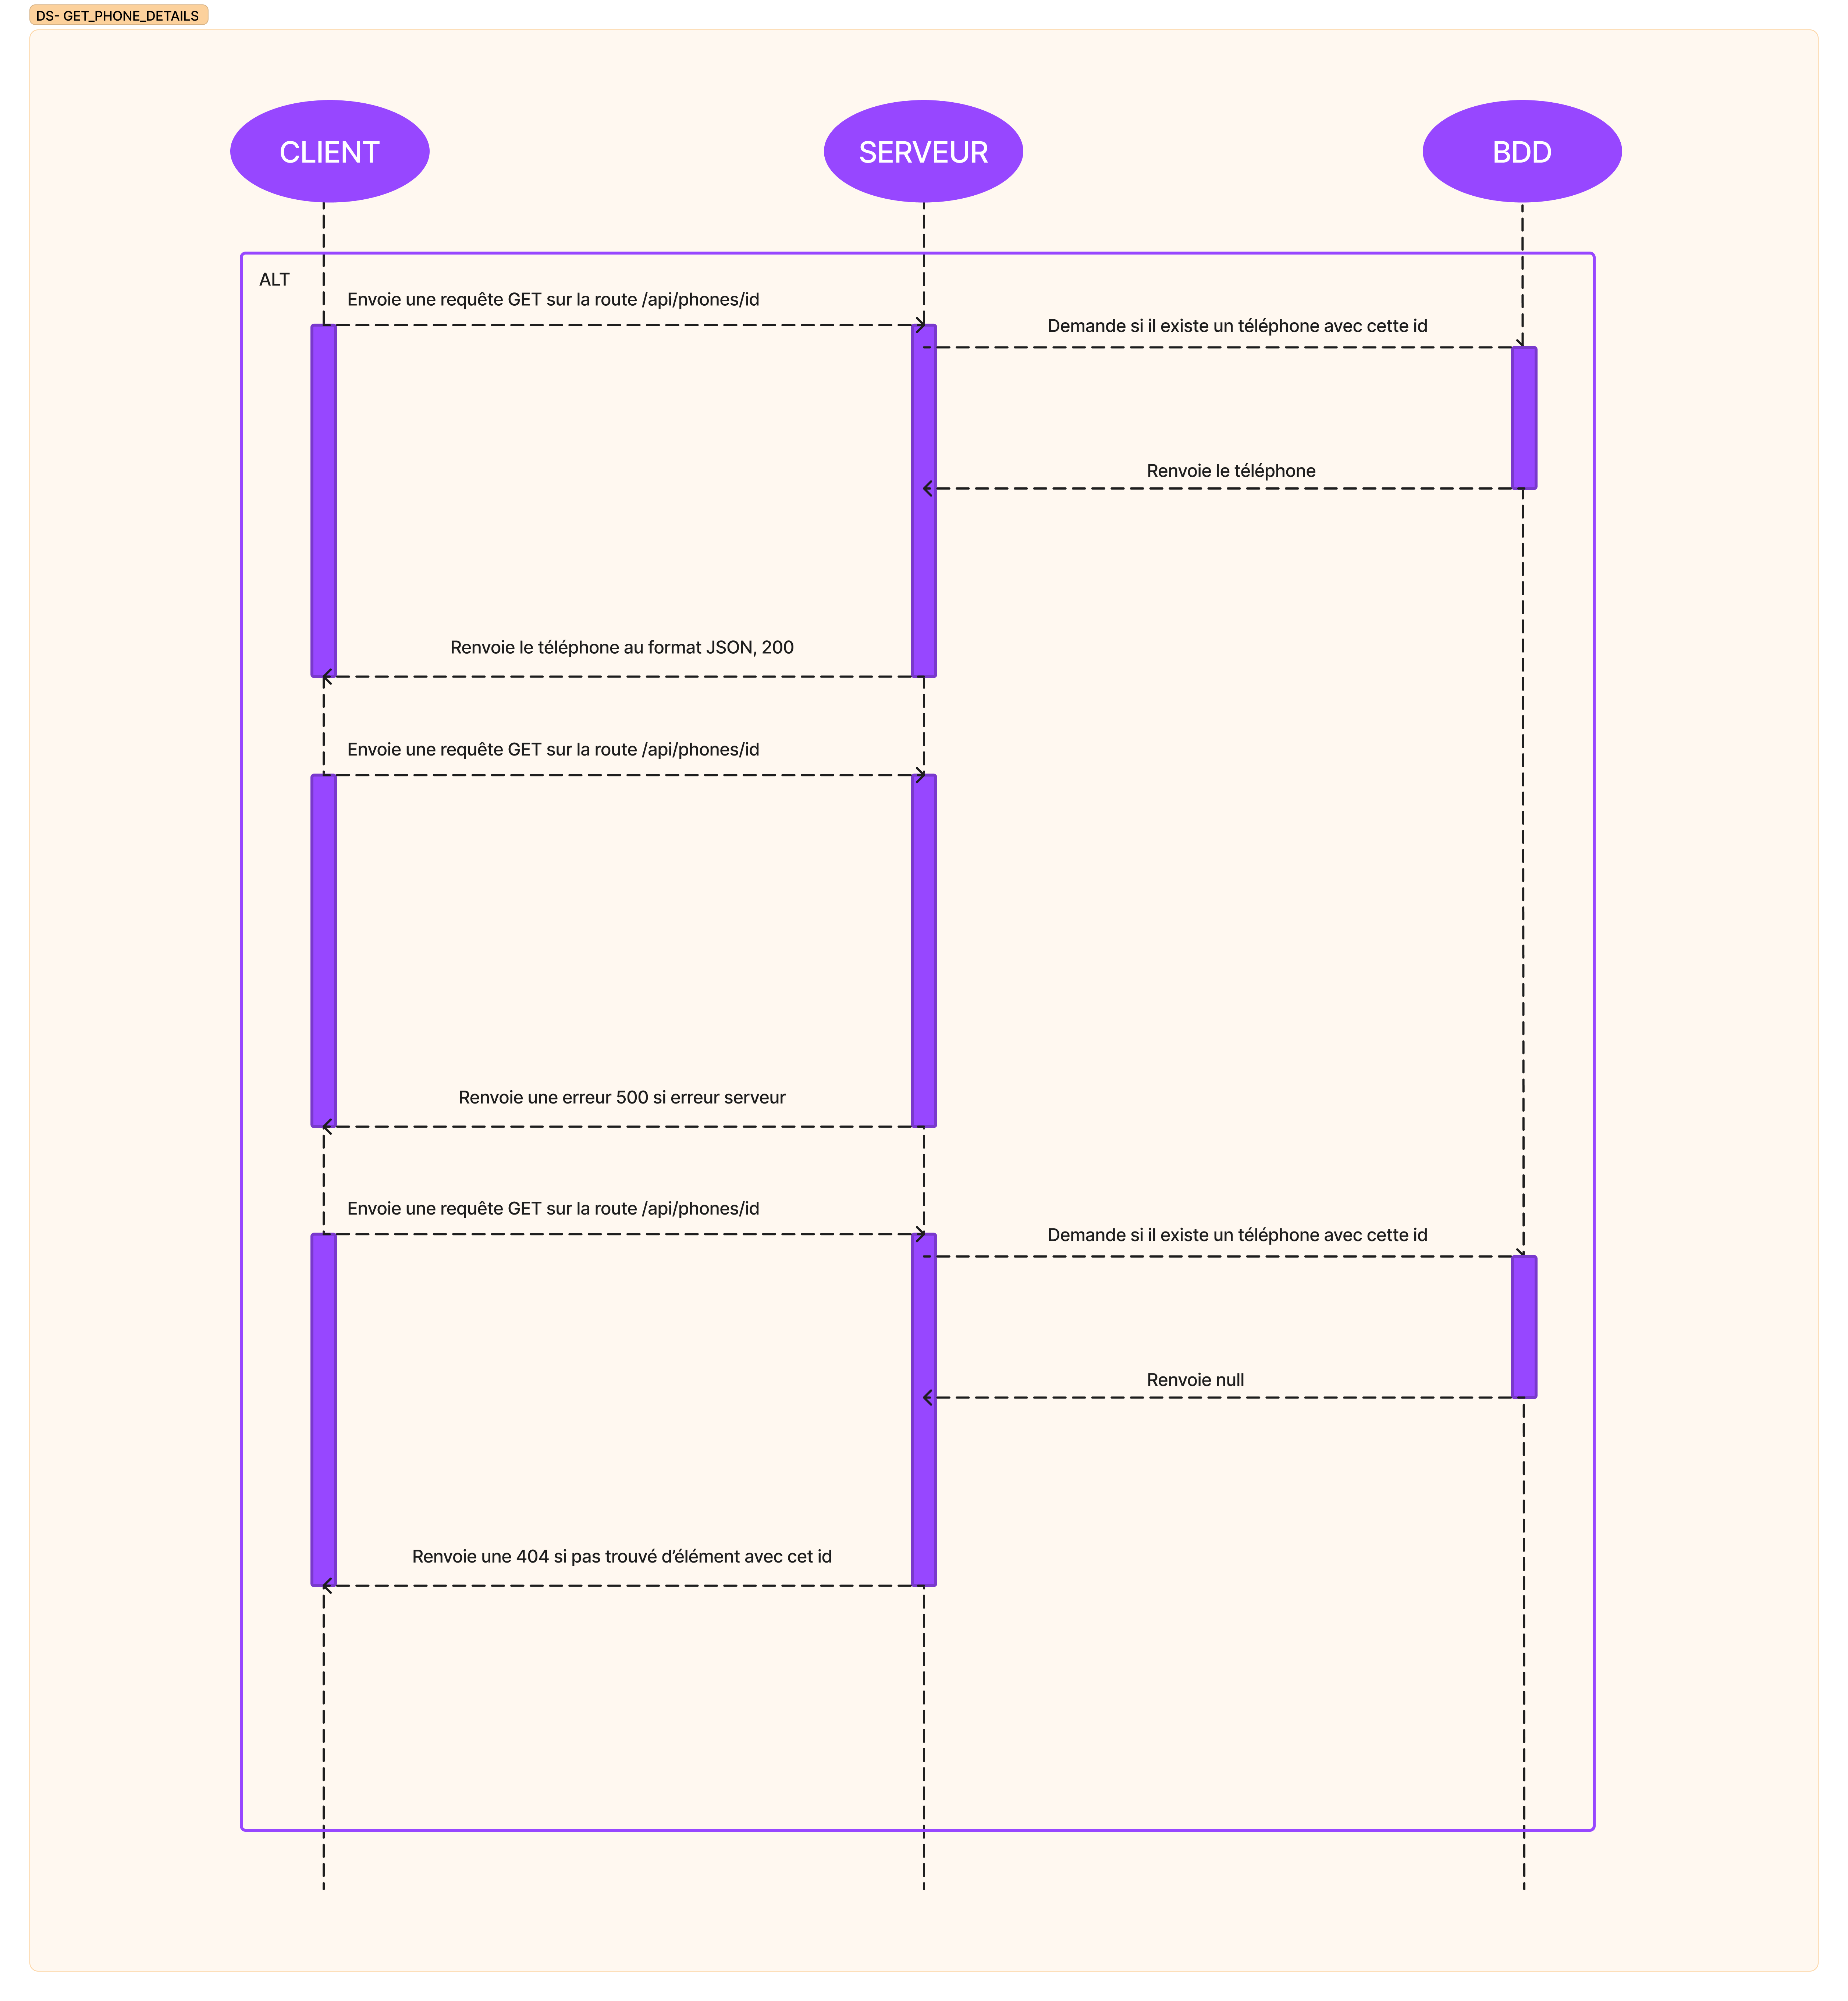 DS- GET_PHONE_DETAILS
CLIENT
SERVEUR
BDD
ALT
Envoie une requête GET sur la route /api/phones/id
Demande si il existe un téléphone avec cette id
Renvoie le téléphone
Renvoie le téléphone au format JSON, 200
Envoie une requête GET sur la route /api/phones/id
Renvoie une erreur 500 si erreur serveur
Envoie une requête GET sur la route /api/phones/id
Demande si il existe un téléphone avec cette id
Renvoie null
Renvoie une 404 si pas trouvé d’élément avec cet id